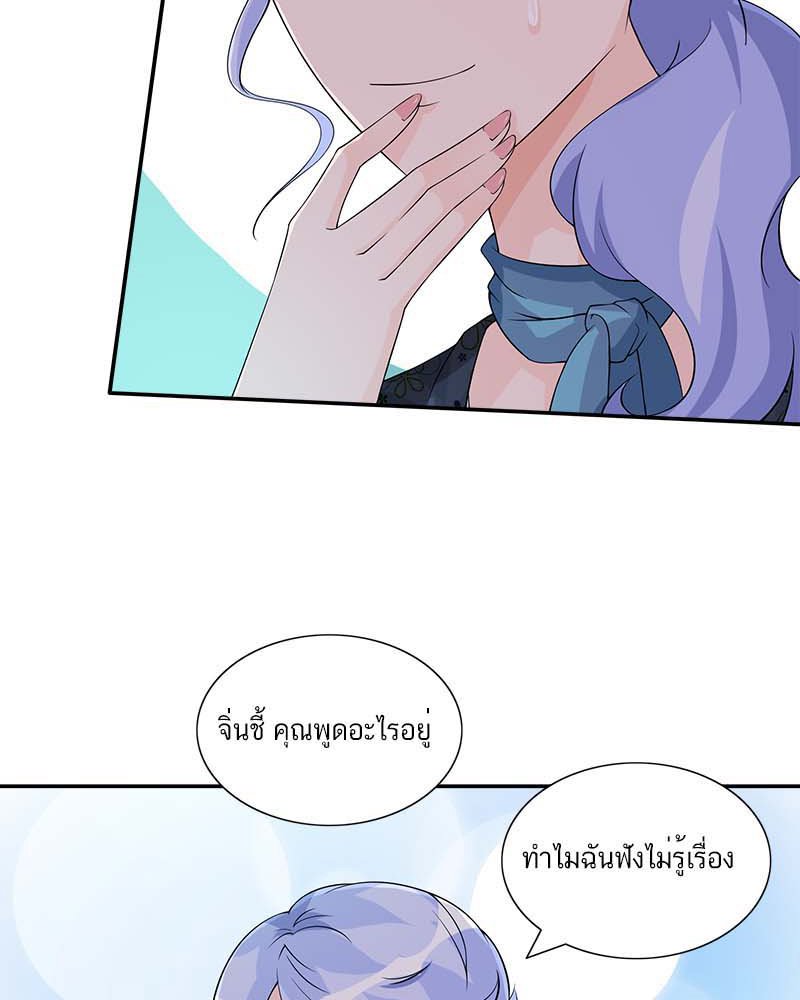 จิ่นซี้ คุณพูดอะไรอยู่
ทำไมฉันฟังไม่รู้เรื่อง